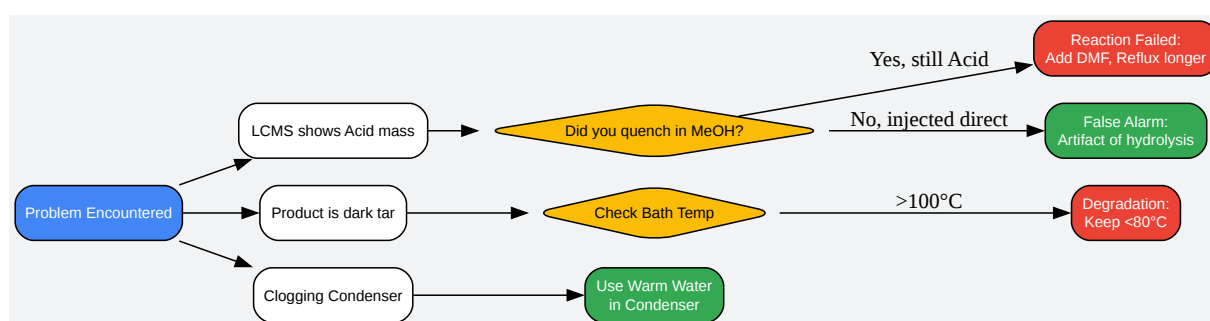 Reaction Failed:
Add DMF, Reflux longer
Yes, still Acid
LCMS shows Acid mass
Did you quench in MeOH?
No, injected direct
False Alarm:
Artifact of hydrolysis
Problem Encountered
Product is dark tar
Check Bath Temp
>100°C
Degradation:
Keep <80°C
Clogging Condenser
Use Warm Water
in Condenser